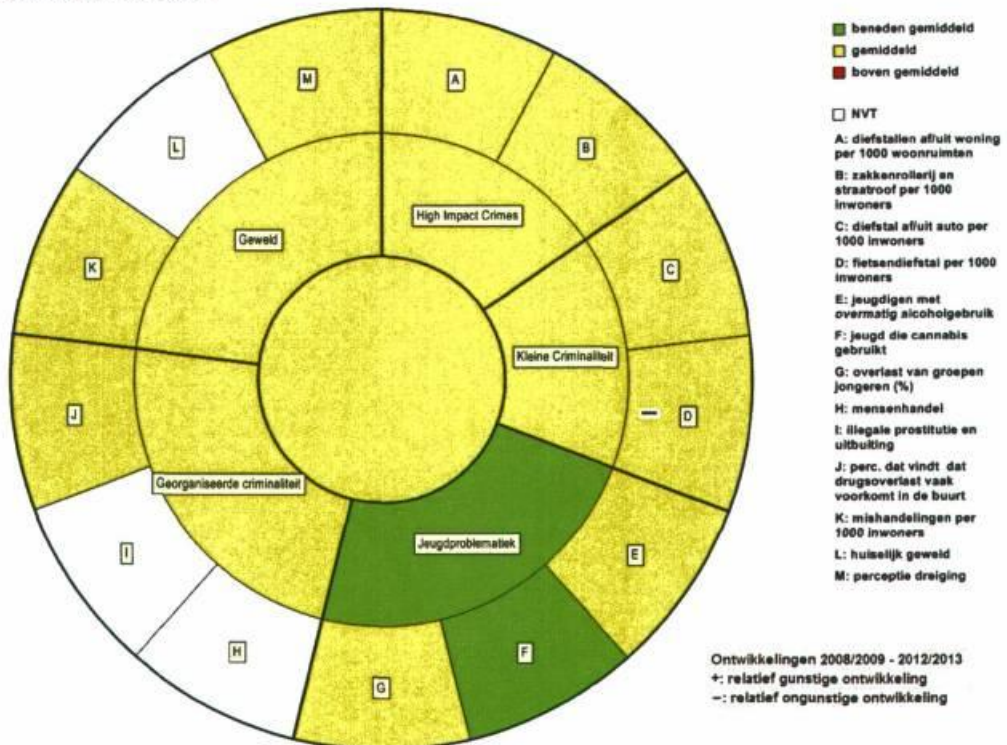 M
A
L
B
High Impact Crimes
Geweld
K
C
Kleine Criminaliteit
J
–
D
Georganiseerde criminaliteit
Jeugdproblematiek
I
E
H
F
G
beneden gemiddeld
gemiddeld
boven gemiddeld
NVT
A: diefstallen af/uit woning
per 1000 woonruimten
B: zakkenrollerij en
straatroof per 1000
inwoners
C: diefstal af/uit auto per
1000 inwoners
D: fietsendiefstal per 1000
inwoners
E: jeugdigen met
overmatig alcoholgebruik
F: jeugd die cannabis
gebruikt
G: overlast van groepen
jongeren (%)
H: mensenhandel
I: illegale prostitutie en
uitbuiting
J: perc. dat vindt dat
drugsoverlast vaak
voorkomt in de buurt
K: mishandelingen per
1000 inwoners
L: huiselijk geweld
M: perceptie dreiging
Ontwikkelingen 2008/2009 - 2012/2013
+: relatief gunstige ontwikkeling
–: relatief ongunstige ontwikkeling